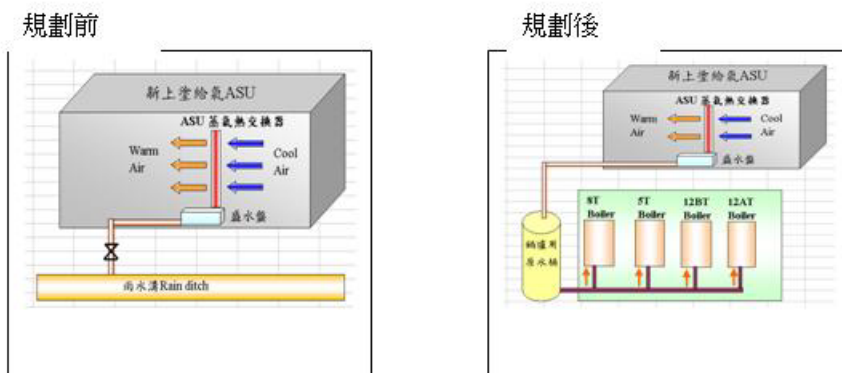 規劃前
新上塗給氣ASU
ASU 蒸氣熱交換器
Warm
Air
Cool
Air
盛水盤
雨水溝Rain ditch
規劃後
新上塗給氣ASU
ASU 蒸氣熱交換器
Warm
Air
Cool
Air
盛水盤
8T
Boiler
5T
Boiler
12BT
Boiler
12AT
Boiler
鍋爐用
原水桶